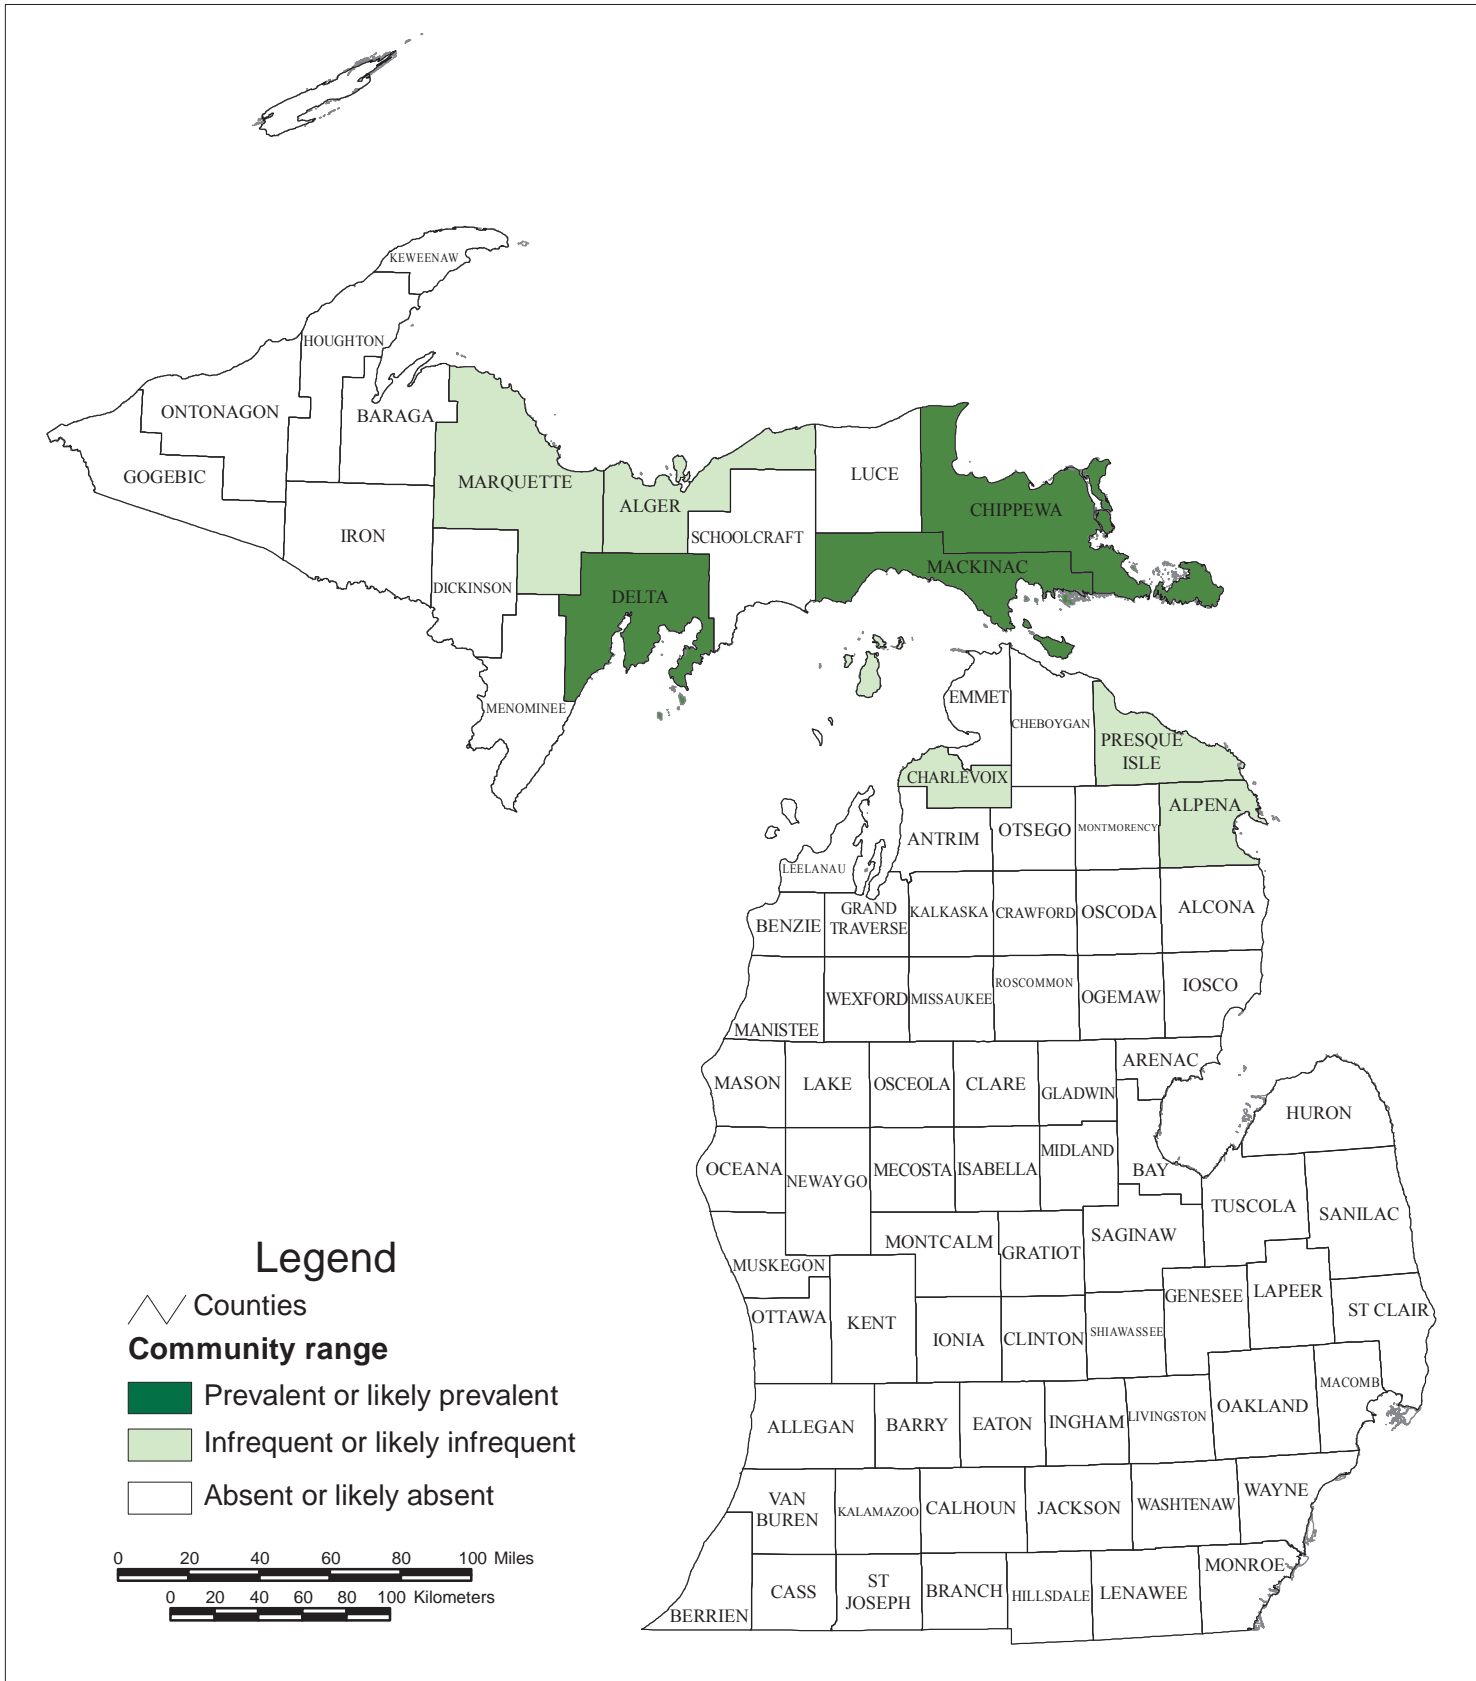 KEWEENAW
HOUGHTON
ONTONAGON
BARAGA
GOGEBIC
MARQUETTE
LUCE
ALGER
CHIPPEWA
IRON
SCHOOLCRAFT
MACKINAC
DICKINSON
DELTA
MENOMINEE
EMMET
CHEBOYGAN
PRESQUE
ISLE
CHARLEVOIX
ALPENA
ANTRIM
OTSEGO
MONTMORENCY
LEELANAU
BENZIE
GRAND
TRAVERSE
KALKASKA
CRAWFORD
OSCODA
ALCONA
MANISTEE
WEXFORD
MISSAUKEE
ROSCOMMON
OGEMAW
IOSCO
ARENAC
MASON
LAKE
OSCEOLA
CLARE
GLADWIN
HURON
OCEANA
NEWAYGO
MECOSTA
ISABELLA
MIDLAND
BAY
TUSCOLA
SANILAC
MUSKEGON
MONTCALM
GRATIOT
SAGINAW
GENESEE
LAPEER
ST CLAIR
OTTAWA
KENT
IONIA
CLINTON
SHIAWASSEE
OAKLAND
MACOMB
ALLEGAN
BARRY
EATON
INGHAM
LIVINGSTON
VAN
BUREN
KALAMAZOO
CALHOUN
JACKSON
WASHTENAW
WAYNE
BERRIEN
CASS
ST
JOSEPH
BRANCH
HILLSDALE
LENAWEE
MONROE
Legend
Counties
Community range
Prevalent or likely prevalent
Infrequent or likely infrequent
Absent or likely absent
0 20 40 60 80 100 Miles
0 20 40 60 80 100 Kilometers